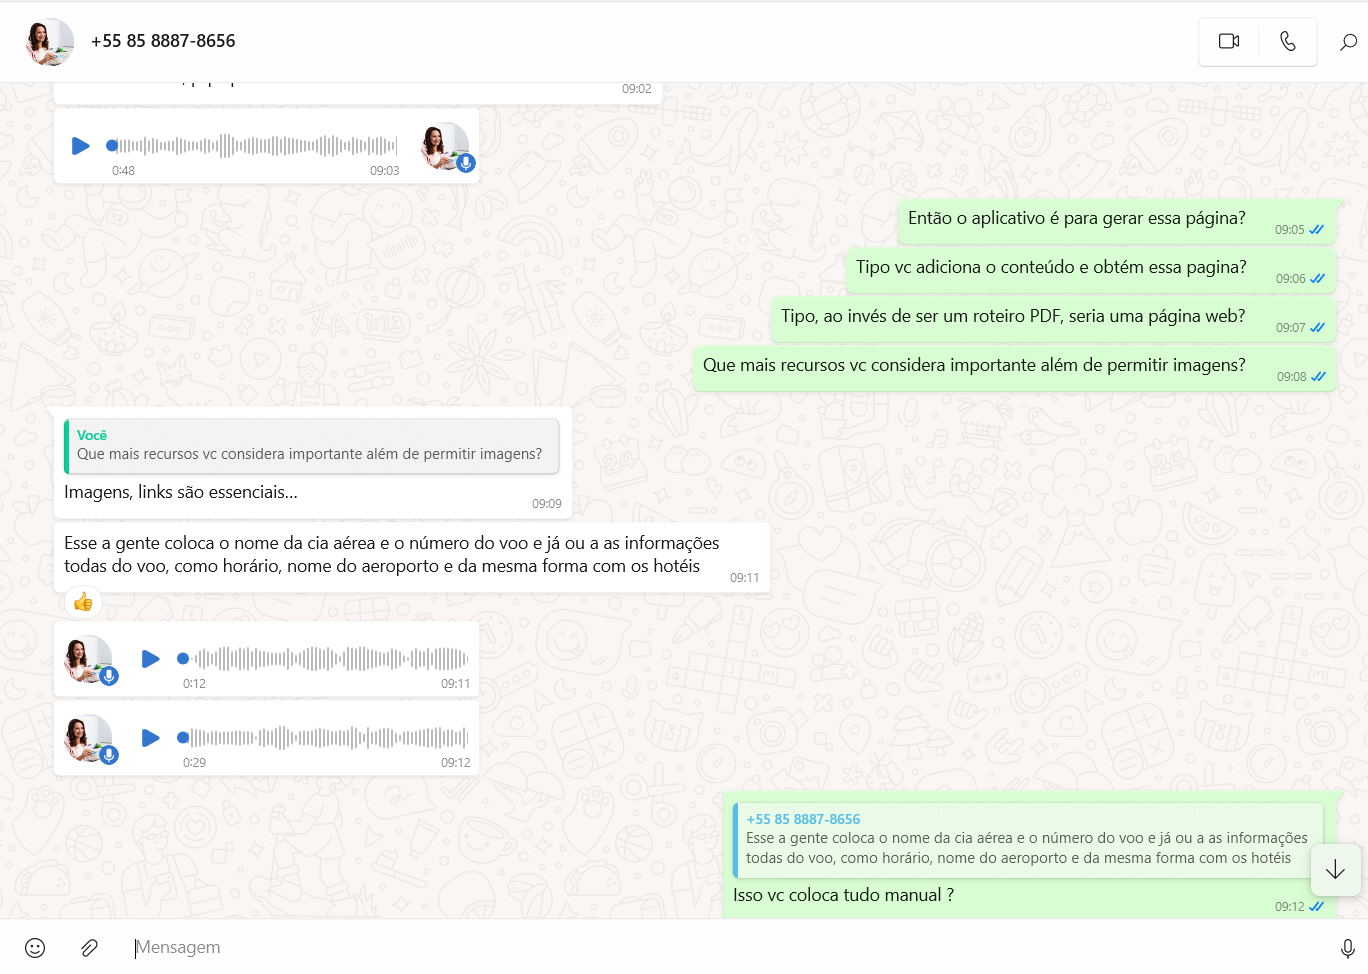 +55 85 8887-8656
09:02
0:48
09:03
Então o aplicativo é para gerar essa página?
09:05
Tipo vc adiciona o conteúdo e obtém essa pagina?
09:06
Tipo, ao invés de ser um roteiro PDF, seria uma página web?
09:07
Que mais recursos vc considera importante além de permitir imagens?
09:08
Você
Que mais recursos vc considera importante além de permitir imagens?
Imagens, links são essenciais...
09:09
Esse a gente coloca o nome da cia aérea e o número do voo e já ou a as informações
todas do voo, como horário, nome do aeroporto e da mesma forma com os hotéis
09:11
0:12
09:11
0:29
09:12
+55 85 8887-8656
Esse a gente coloca o nome da cia aérea e o número do voo e já ou a as informações
todas do voo, como horário, nome do aeroporto e da mesma forma com os hotéis
Isso vc coloca tudo manual ?
09:12
Mensagem